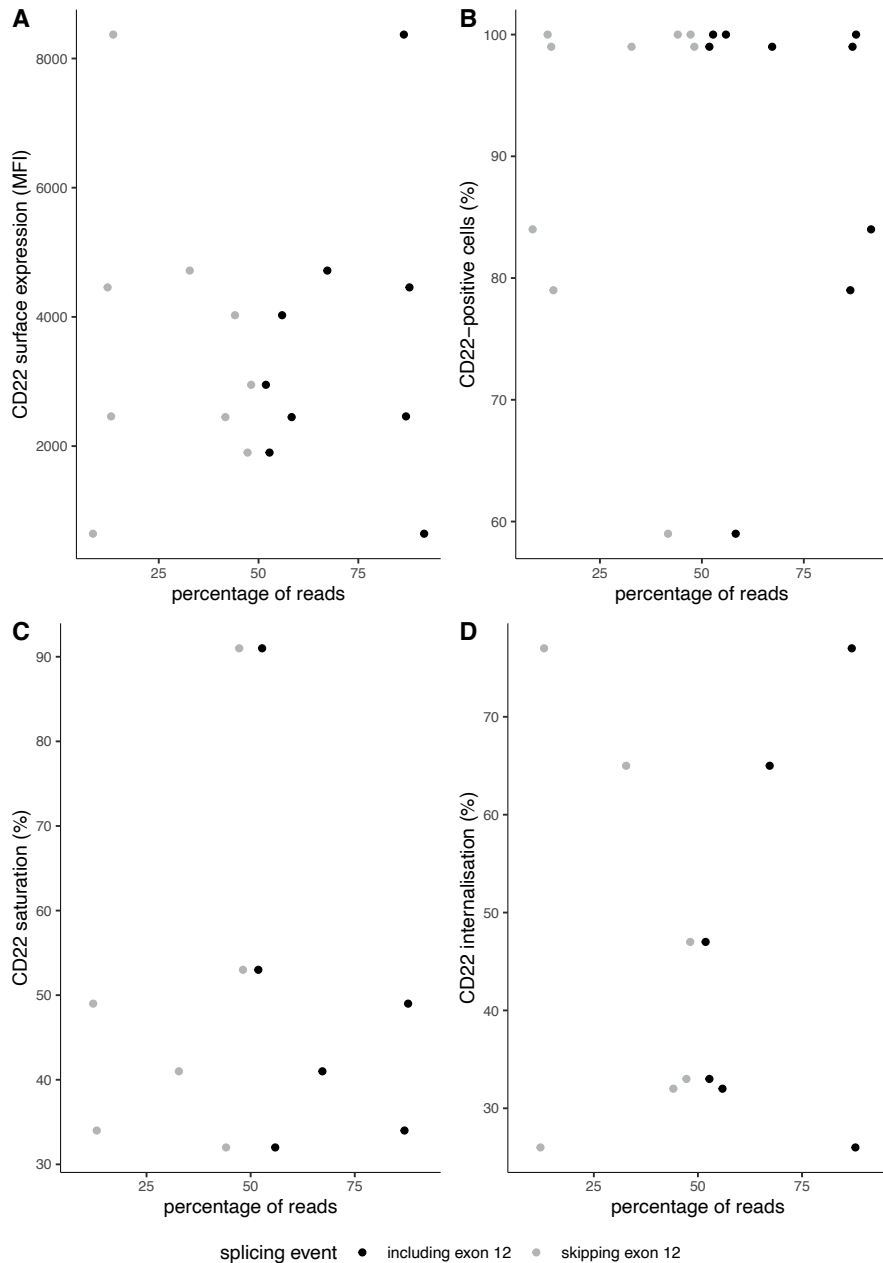 A
CD22 surface expression (MFI)
8000
6000
4000
2000
25 50 75
percentage of reads
B
CD22−positive cells (%)
100
90
80
70
60
25 50 75
percentage of reads
C
CD22 saturation (%)
90
80
70
60
50
40
30
25 50 75
percentage of reads
D
CD22 internalisation (%)
70
60
50
40
30
25 50 75
percentage of reads
splicing event including exon 12 skipping exon 12